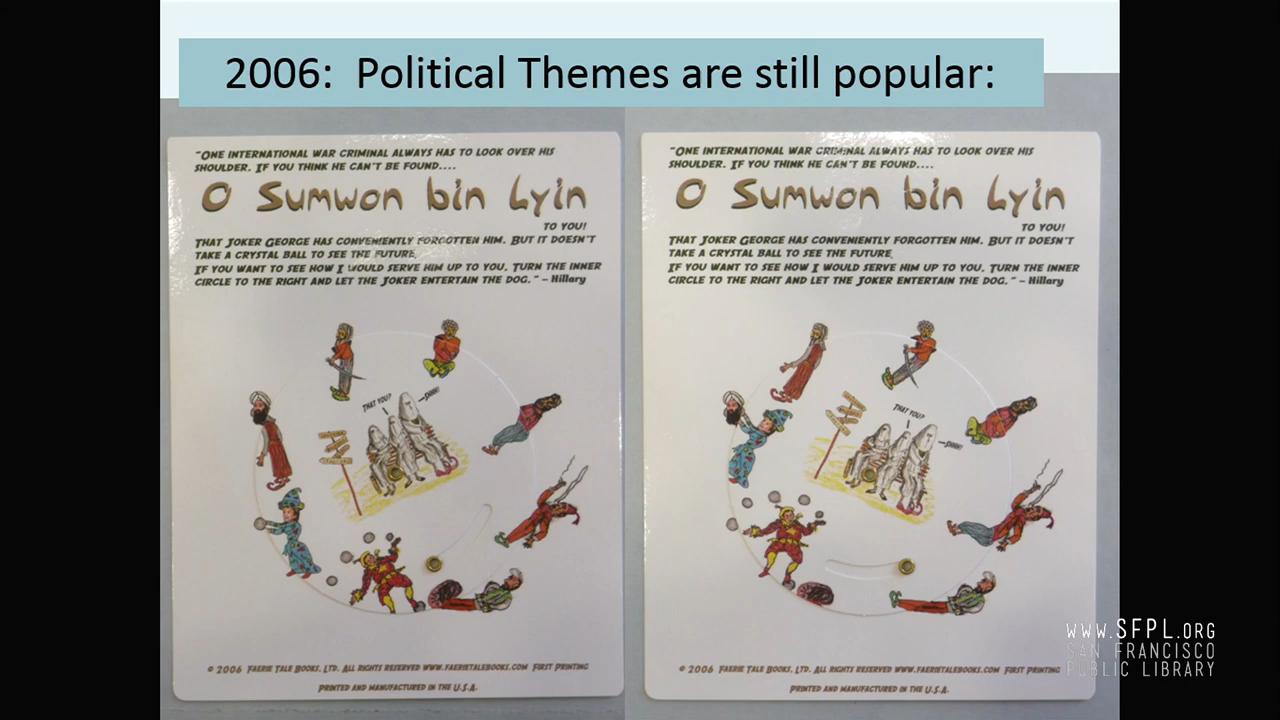 2006: Political Themes are still popular:
"ONE INTERNATIONAL WAR CRIMINAL ALWAYS HAS TO LOOK OVER HIS
SHOULDER. IF YOU THINK HE CAN'T BE FOUND....
O Sumwon bin Lyin
TO YOU!
THAT JOKER GEORGE HAS CONVENIENTLY FORGOTTEN HIM. BUT IT DOESN'T
TAKE A CRYSTAL BALL TO SEE THE FUTURE.
IF YOU WANT TO SEE HOW I WOULD SERVE HIM UP TO YOU, TURN THE INNER
CIRCLE TO THE RIGHT AND LET THE JOKER ENTERTAIN THE DOG." – Hillary
THAT YOU?
SHHH!
© 2006 FAERIE TALE BOOKS, LTD. ALL RIGHTS RESERVED WWW.FAERIETALEBOOKS.COM FIRST PRINTING
PRINTED AND MANUFACTURED IN THE U.S.A.
"ONE INTERNATIONAL WAR CRIMINAL ALWAYS HAS TO LOOK OVER HIS
SHOULDER. IF YOU THINK HE CAN'T BE FOUND....
O Sumwon bin Lyin
TO YOU!
THAT JOKER GEORGE HAS CONVENIENTLY FORGOTTEN HIM. BUT IT DOESN'T
TAKE A CRYSTAL BALL TO SEE THE FUTURE.
IF YOU WANT TO SEE HOW I WOULD SERVE HIM UP TO YOU, TURN THE INNER
CIRCLE TO THE RIGHT AND LET THE JOKER ENTERTAIN THE DOG." – Hillary
THAT YOU?
SHHH!
© 2006 FAERIE TALE BOOKS, LTD. ALL RIGHTS RESERVED WWW.FAERIETALEBOOKS.COM FIRST PRINTING
PRINTED AND MANUFACTURED IN THE U.S.A.
WWW.SFPL.ORG
SAN FRANCISCO
PUBLIC LIBRARY